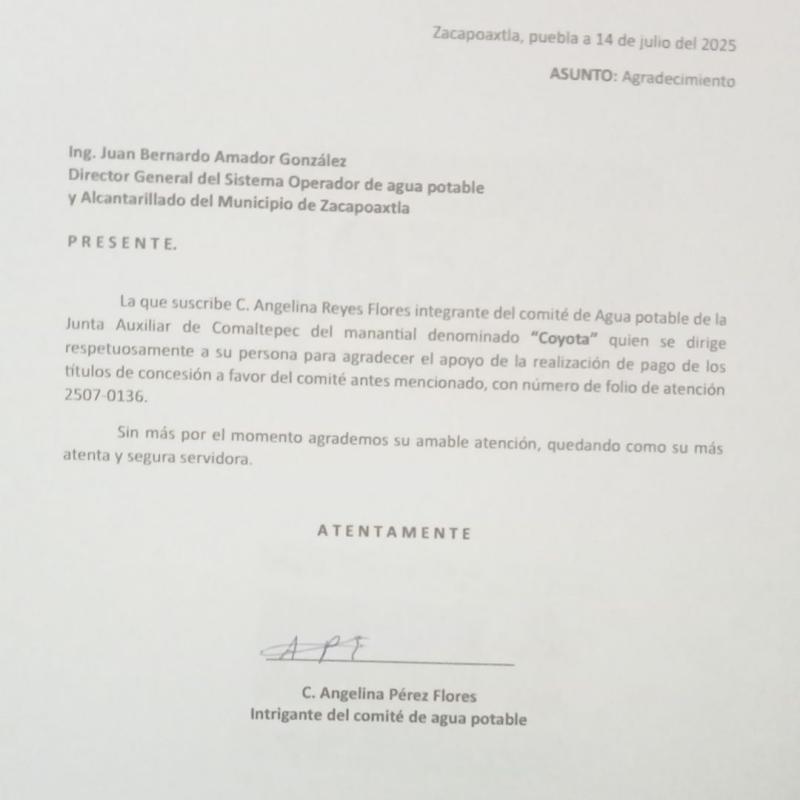 Zacapoaxtla, puebla a 14 de julio del 2025
ASUNTO: Agradecimiento
Ing. Juan Bernardo Amador González
Director General del Sistema Operador de agua potable
y Alcantarillado del Municipio de Zacapoaxtla
P R E S E N T E.
La que suscribe C. Angelina Reyes Flores integrante del comité de Agua potable de la
Junta Auxiliar de Comaltepec del manantial denominado “Coyota” quien se dirige
respetuosamente a su persona para agradecer el apoyo de la realización de pago de los
títulos de concesión a favor del comité antes mencionado, con número de folio de atención
2507-0136.
Sin más por el momento agrademos su amable atención, quedando como su más
atenta y segura servidora.
A T E N T A M E N T E
APF
C. Angelina Pérez Flores
Intrigante del comité de agua potable